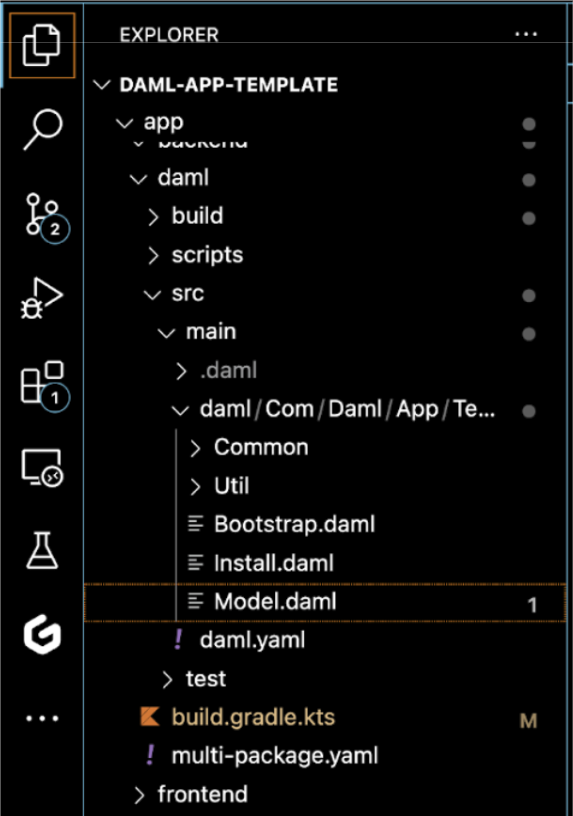 EXPLORER ...
DAML-APP-TEMPLATE
app
backend
daml
build
scripts
2
src
main
.daml
1
daml/Com/Daml/App/Te...
Common
Util
Bootstrap.daml
Install.daml
Model.daml 1
! daml.yaml
test
build.gradle.kts M
! multi-package.yaml
frontend